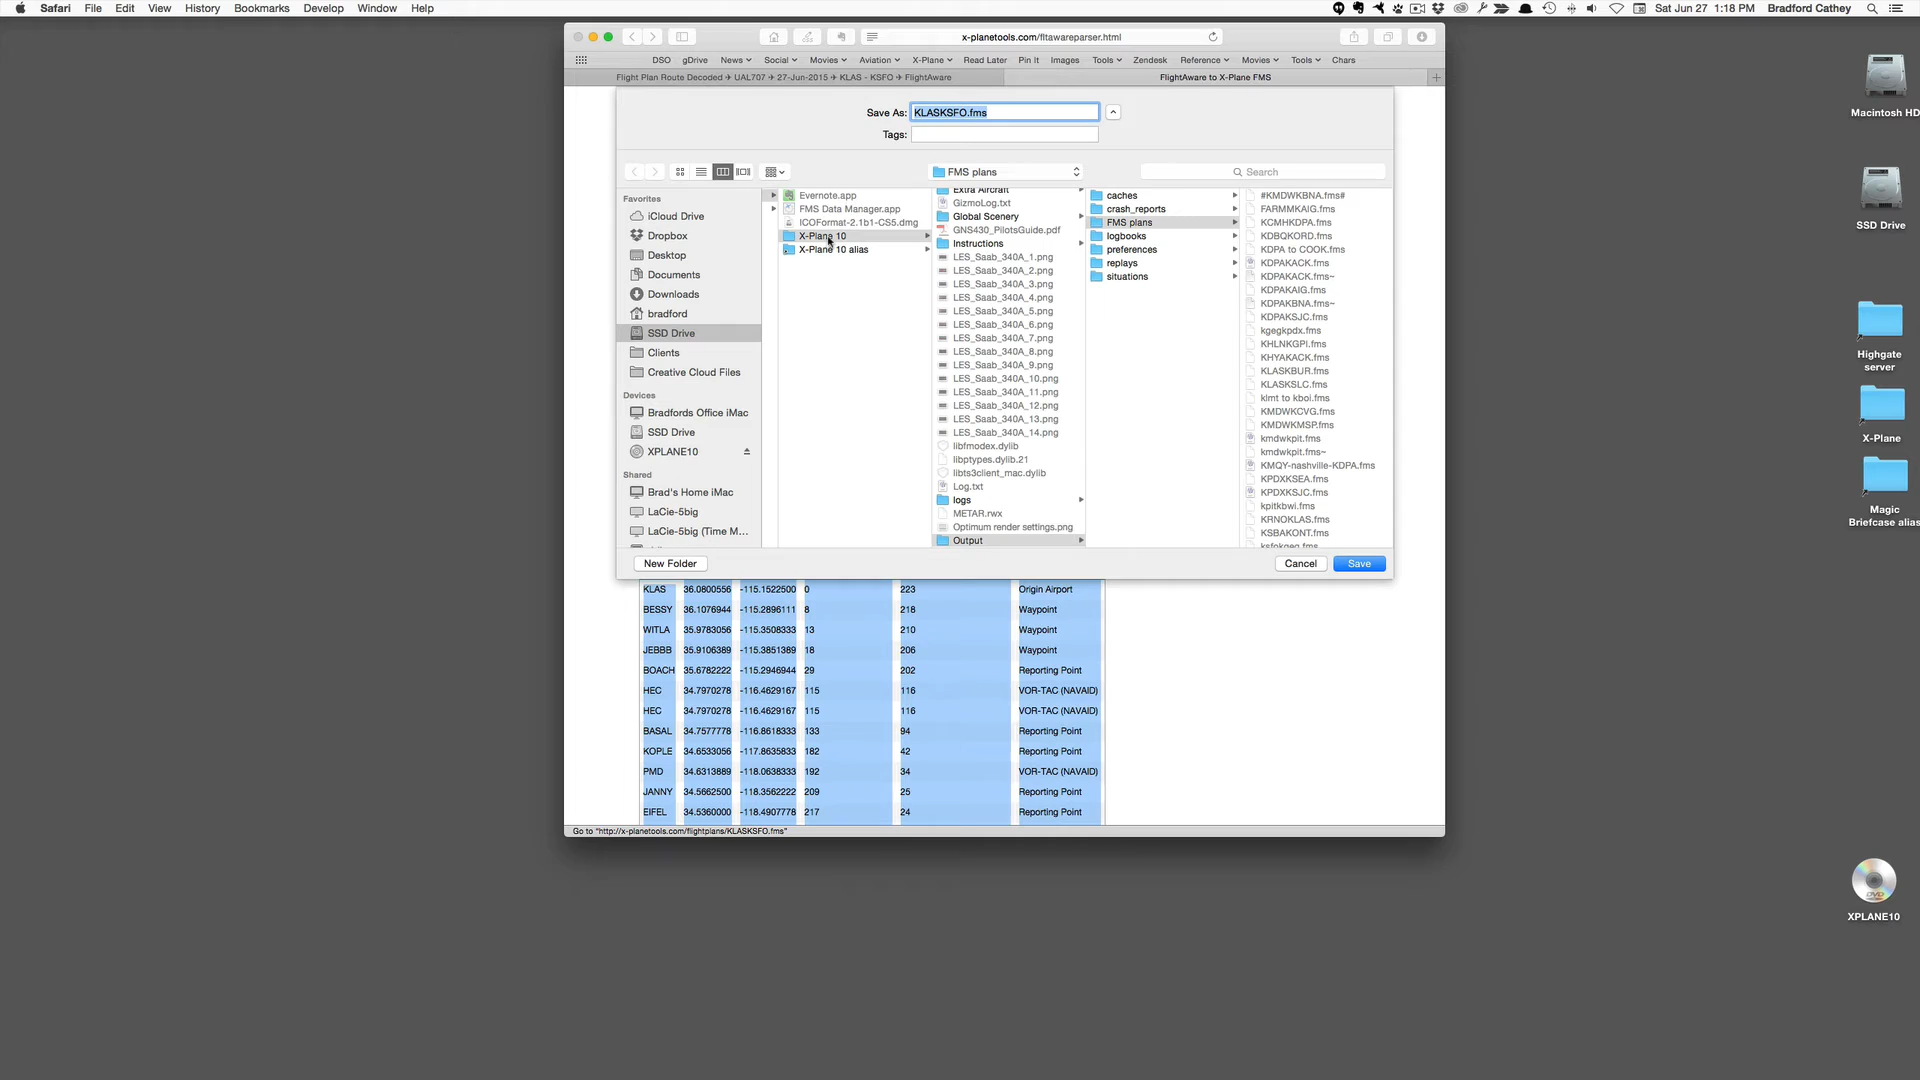 Safari File Edit View History Bookmarks Develop Window Help Sat Jun 27 1:18 PM Bradford Cathey
x-planetools.com/fltawareparser.html
DSO gDrive News Social Movies Aviation X-Plane Read Later Pin It Images Tools Zendesk Reference Movies Tools Chars
Flight Plan Route Decoded ✈ UAL707 ✈ 27-Jun-2015 ✈ KLAS - KSFO ✈ FlightAware
FlightAware to X-Plane FMS
Save As: KLASKSFO.fms
Tags:
FMS plans
Search
Favorites
iCloud Drive
Dropbox
Desktop
Documents
Downloads
bradford
SSD Drive
Clients
Creative Cloud Files
Devices
Bradfords Office iMac
SSD Drive
XPLANE10
Shared
Brad's Home iMac
LaCie-5big
LaCie-5big (Time M...
Evernote.app
FMS Data Manager.app
ICOFormat-2.1b1-CS5.dmg
X-Plane 10
X-Plane 10 alias
Extra Aircraft
GizmoLog.txt
Global Scenery
GNS430_PilotsGuide.pdf
Instructions
LES_Saab_340A_1.png
LES_Saab_340A_2.png
LES_Saab_340A_3.png
LES_Saab_340A_4.png
LES_Saab_340A_5.png
LES_Saab_340A_6.png
LES_Saab_340A_7.png
LES_Saab_340A_8.png
LES_Saab_340A_9.png
LES_Saab_340A_10.png
LES_Saab_340A_11.png
LES_Saab_340A_12.png
LES_Saab_340A_13.png
LES_Saab_340A_14.png
libfmodex.dylib
libptypes.dylib.21
libts3client_mac.dylib
Log.txt
logs
METAR.rwx
Optimum render settings.png
Output
caches
crash_reports
FMS plans
logbooks
preferences
replays
situations
#KMDWKBNA.fms#
FARMMKAIG.fms
KCMHKDPA.fms
KDBQKORD.fms
KDPA to COOK.fms
KDPAKACK.fms
KDPAKACK.fms~
KDPAKAIG.fms
KDPAKBNA.fms~
KDPAKSJC.fms
kgegkpdx.fms
KHLNKGPI.fms
KHYAKACK.fms
KLASKBUR.fms
KLASKSLC.fms
klmt to kboi.fms
KMDWKCVG.fms
KMDWKMSP.fms
kmdwkpit.fms
kmdwkpit.fms~
KMQY-nashville-KDPA.fms
KPDXKSEA.fms
KPDXKSJC.fms
kpitkbwi.fms
KRNOKLAS.fms
KSBAKONT.fms
ksfokgeg.fms
New Folder
Cancel
Save
KLAS 36.0800556 -115.1522500 0 223 Origin Airport
BESSY 36.1076944 -115.2896111 8 218 Waypoint
WITLA 35.9783056 -115.3508333 13 210 Waypoint
JEBBB 35.9106389 -115.3851389 18 206 Waypoint
BOACH 35.6782222 -115.2946944 29 202 Reporting Point
HEC 34.7970278 -116.4629167 115 116 VOR-TAC (NAVAID)
HEC 34.7970278 -116.4629167 115 116 VOR-TAC (NAVAID)
BASAL 34.7577778 -116.8618333 133 94 Reporting Point
KOPLE 34.6533056 -117.8635833 182 42 Reporting Point
PMD 34.6313889 -118.0638333 192 34 VOR-TAC (NAVAID)
JANNY 34.5662500 -118.3562222 209 25 Reporting Point
EIFEL 34.5360000 -118.4907778 217 24 Reporting Point
Go to "http://x-planetools.com/flightplans/KLASKSFO.fms"
Macintosh HD
SSD Drive
Highgate
server
X-Plane
Magic
Briefcase alias
DVD
XPLANE10